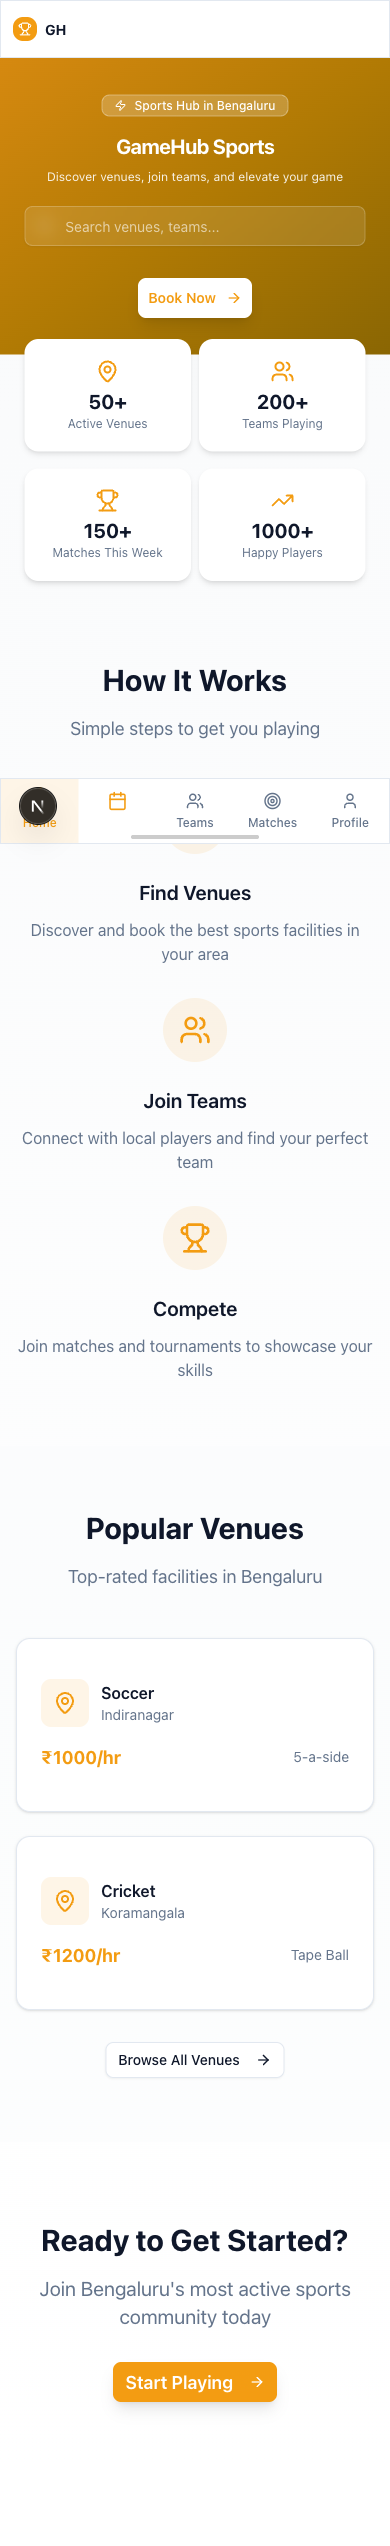 GH
Sports Hub in Bengaluru
GameHub Sports
Discover venues, join teams, and elevate your game
Search venues, teams...
Book Now
50+
Active Venues
200+
Teams Playing
150+
Matches This Week
1000+
Happy Players
How It Works
Simple steps to get you playing
N
Home
Teams
Matches
Profile
Find Venues
Discover and book the best sports facilities in
your area
Join Teams
Connect with local players and find your perfect
team
Compete
Join matches and tournaments to showcase your
skills
Popular Venues
Top-rated facilities in Bengaluru
Soccer
Indiranagar
₹1000/hr
5-a-side
Cricket
Koramangala
₹1200/hr
Tape Ball
Browse All Venues
Ready to Get Started?
Join Bengaluru's most active sports
community today
Start Playing